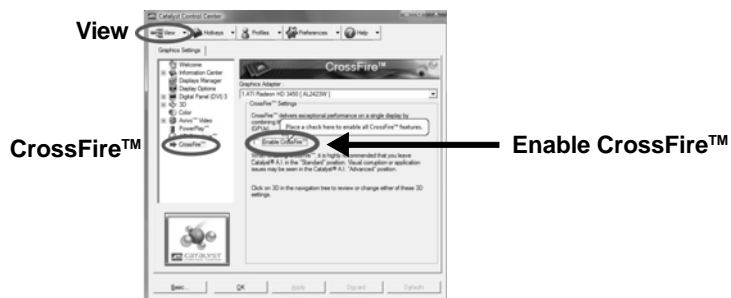 Catalyst Control Center
View
View Hotkeys Profiles Preferences Help
Graphics Settings
Welcome
Information Center
Displays Manager
Display Options
Digital Panel (DVI) 3
3D
Color
Avivo™ Video
PowerPlay™
CrossFire™
CrossFire™
CrossFire™
Graphics Adapter:
1.ATI Radeon HD 3450 [ AL2423W ]
CrossFire™ Settings
CrossFire™ delivers exceptional performance on a single display by
combining
(GPUs).
Place a check here to enable all CrossFire™ features.
Enable CrossFire™
Enable CrossFire™
it is highly recommended that you leave
Catalyst® A.I. in the "Standard" position. Visual corruption or application
issues may be seen in the Catalyst® A.I. "Advanced" position.
Click on 3D in the navigation tree to review or change either of these 3D
settings.
CATALYST
CONTROL CENTER
Basic...
OK
Apply
Discard
Defaults